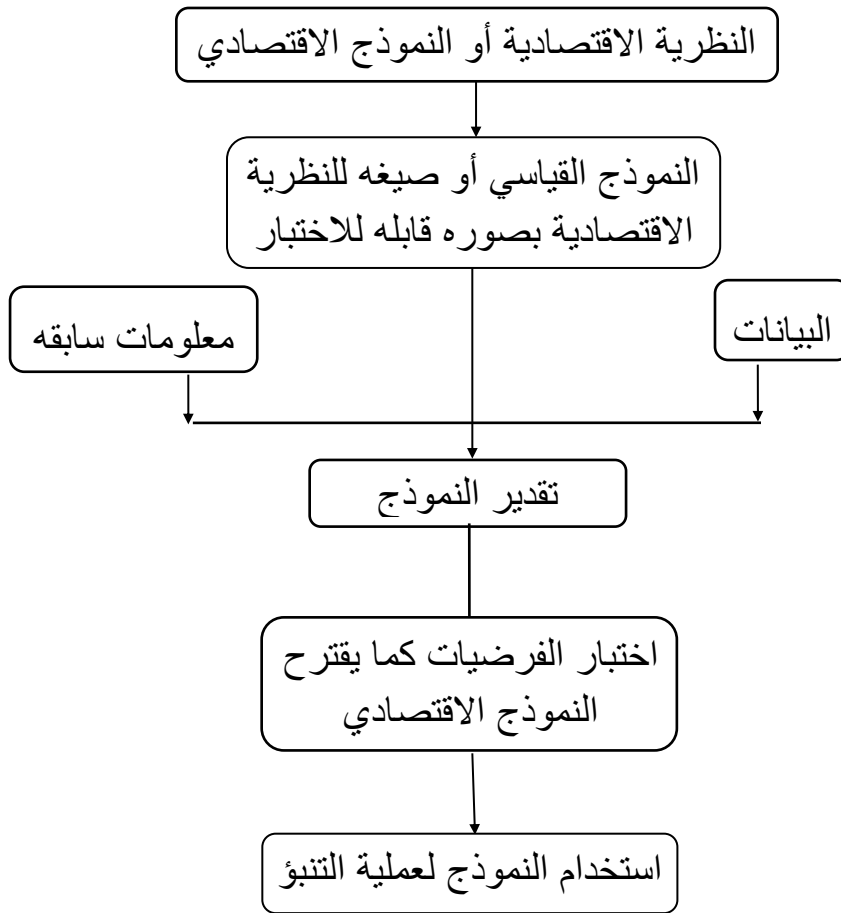 النظرية الاقتصادية أو النموذج الاقتصادي
النموذج القياسي أو صيغه للنظرية
الاقتصادية بصوره قابله للاختبار
البيانات
معلومات سابقه
تقدير النموذج
اختبار الفرضيات كما يقترح
النموذج الاقتصادي
استخدام النموذج لعملية التنبؤ